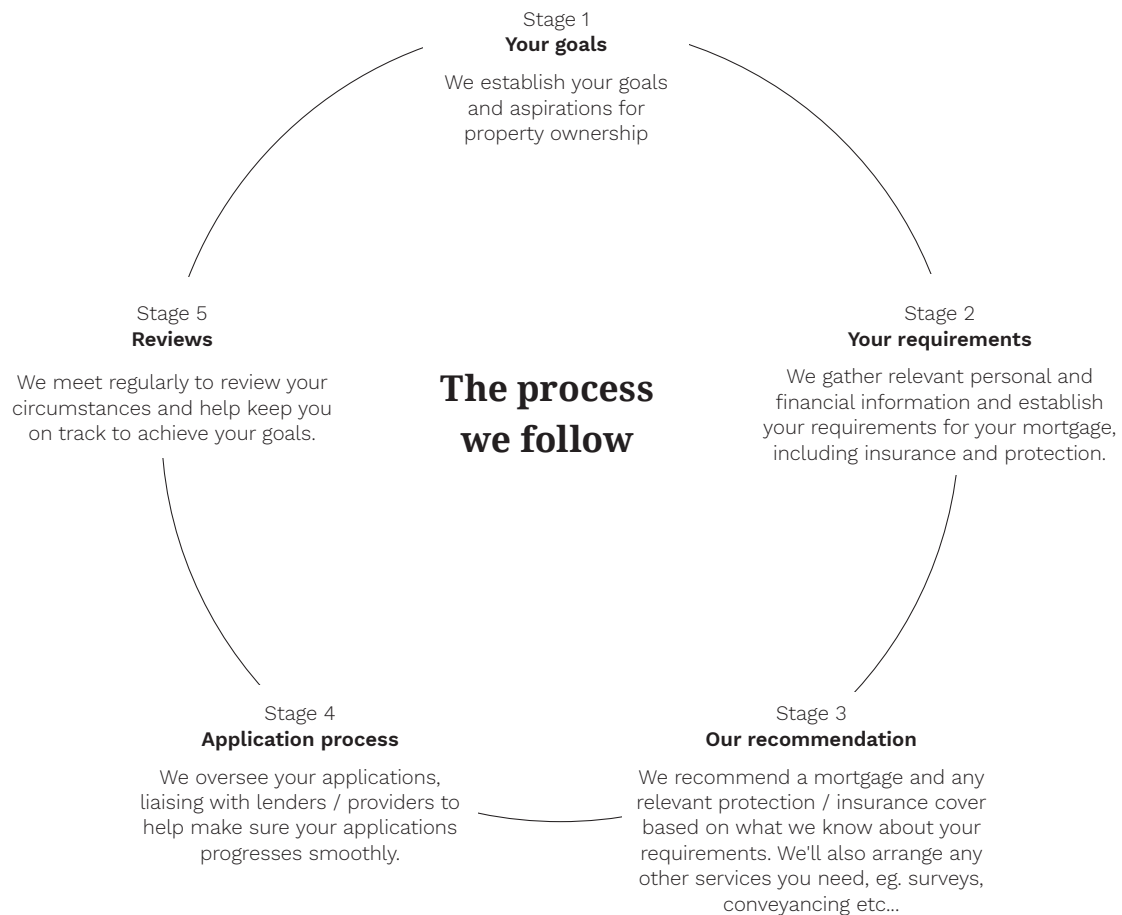 Stage 1
Your goals
We establish your goals
and aspirations for
property ownership
Stage 2
Your requirements
We gather relevant personal and
financial information and establish
your requirements for your mortgage,
including insurance and protection.
Stage 3
Our recommendation
We recommend a mortgage and any
relevant protection / insurance cover
based on what we know about your
requirements. We'll also arrange any
other services you need, eg. surveys,
conveyancing etc...
Stage 4
Application process
We oversee your applications,
liaising with lenders / providers to
help make sure your applications
progresses smoothly.
Stage 5
Reviews
We meet regularly to review your
circumstances and help keep you
on track to achieve your goals.
The process
we follow